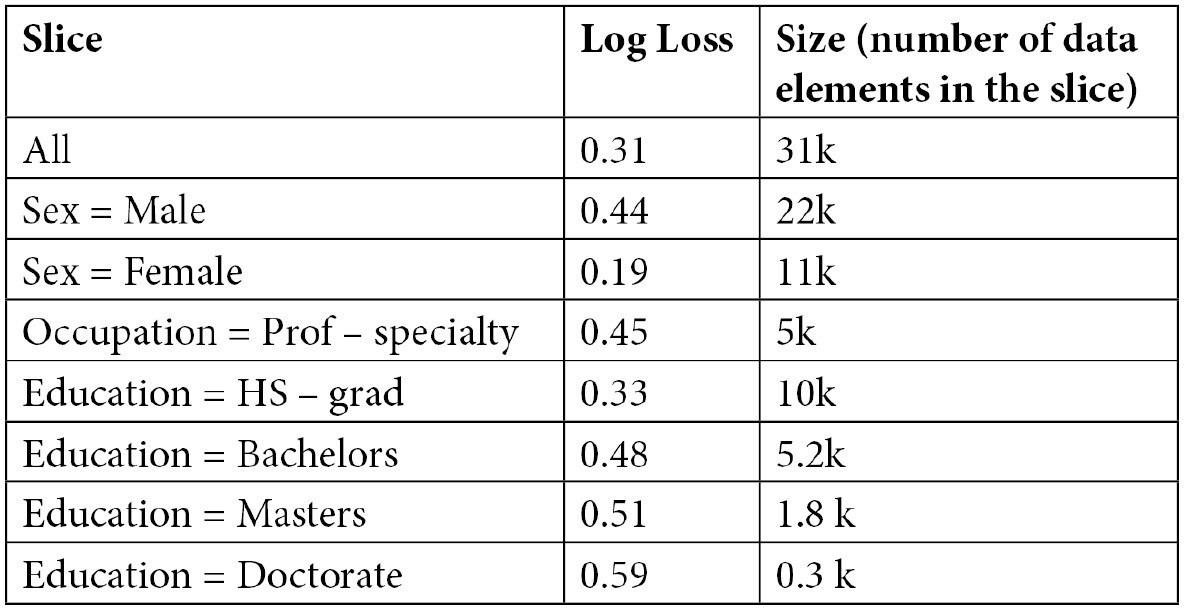 Slice Log Loss Size (number of data
elements in the slice)
All 0.31 31k
Sex = Male 0.44 22k
Sex = Female 0.19 11k
Occupation = Prof – specialty 0.45 5k
Education = HS – grad 0.33 10k
Education = Bachelors 0.48 5.2k
Education = Masters 0.51 1.8 k
Education = Doctorate 0.59 0.3 k